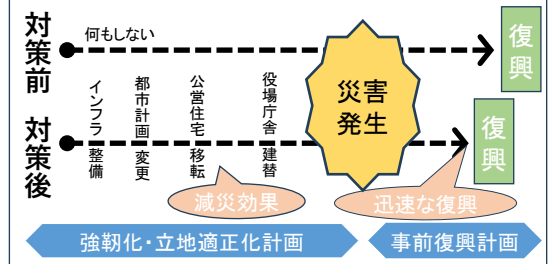 対策前
何もしない
復興
インフラ 整備
都市計画 変更
公営住宅 移転
役場庁舎 建替
災害
発生
対策後
復興
減災効果
迅速な復興
強靭化・立地適正化計画
事前復興計画